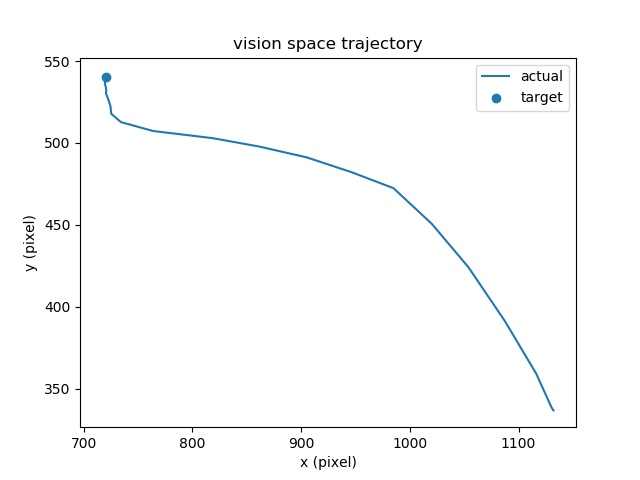 vision space trajectory
actual
target
550
500
450
400
350
y (pixel)
700
800
900
1000
1100
x (pixel)